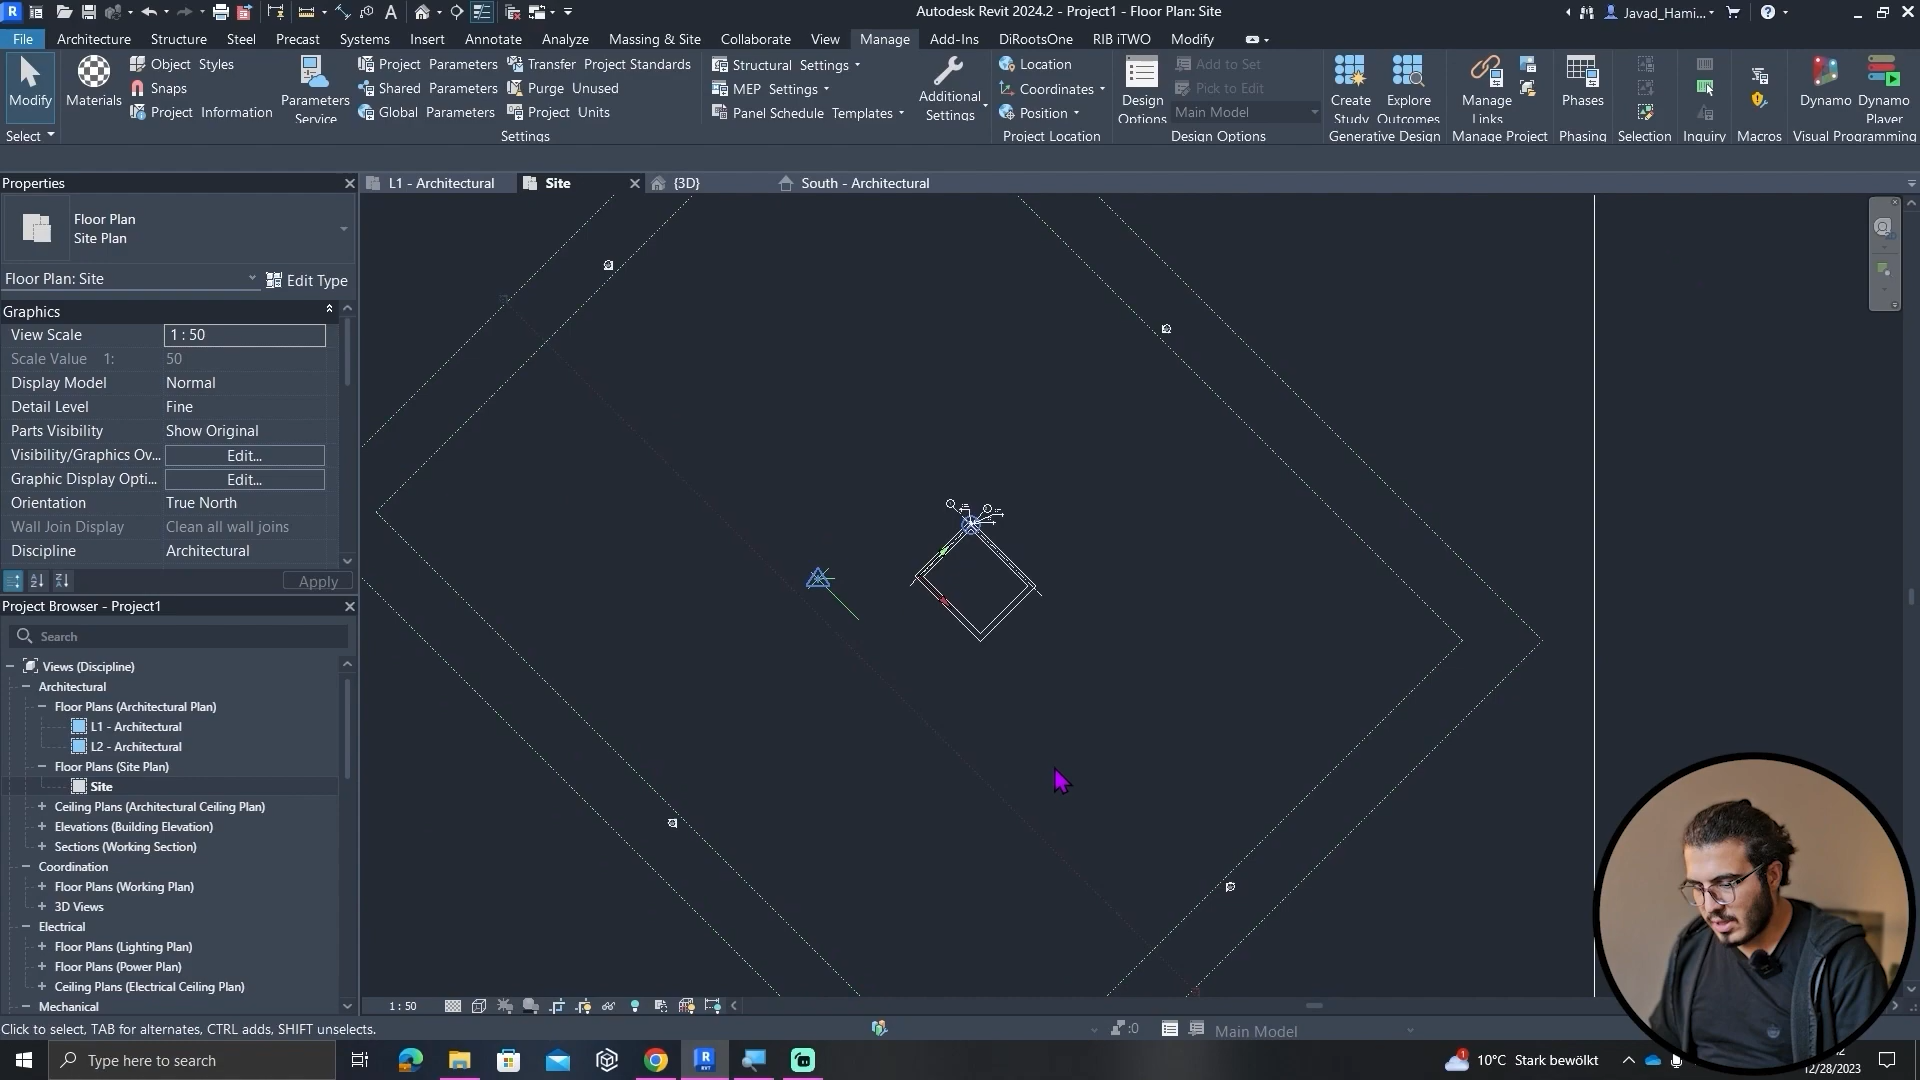 Autodesk Revit 2024.2 - Project1 - Floor Plan: Site
Javad_Hami...
File Architecture Structure Steel Precast Systems Insert Annotate Analyze Massing & Site Collaborate View Manage Add-Ins DiRootsOne RIB iTWO Modify
Modify
Select
Materials
Object Styles
Snaps
Project Information
Parameters
Service
Project Parameters
Shared Parameters
Global Parameters
Transfer Project Standards
Purge Unused
Project Units
Settings
Structural Settings
MEP Settings
Panel Schedule Templates
Additional
Settings
Location
Coordinates
Position
Project Location
Design
Options
Add to Set
Pick to Edit
Main Model
Design Options
Create
Study
Explore
Outcomes
Generative Design
Manage
Links
Manage Project
Phases
Phasing
Selection
Inquiry
Macros
Dynamo
Dynamo
Player
Visual Programming
Properties
L1 - Architectural
Site
{3D}
South - Architectural
Floor Plan
Site Plan
Floor Plan: Site
Edit Type
Graphics
View Scale 1 : 50
Scale Value 1: 50
Display Model Normal
Detail Level Fine
Parts Visibility Show Original
Visibility/Graphics Ov... Edit...
Graphic Display Opti... Edit...
Orientation True North
Wall Join Display Clean all wall joins
Discipline Architectural
Apply
Project Browser - Project1
Search
Views (Discipline)
Architectural
Floor Plans (Architectural Plan)
L1 - Architectural
L2 - Architectural
Floor Plans (Site Plan)
Site
Ceiling Plans (Architectural Ceiling Plan)
Elevations (Building Elevation)
Sections (Working Section)
Coordination
Floor Plans (Working Plan)
3D Views
Electrical
Floor Plans (Lighting Plan)
Floor Plans (Power Plan)
Ceiling Plans (Electrical Ceiling Plan)
Mechanical
1 : 50
Click to select, TAB for alternates, CTRL adds, SHIFT unselects.
:0
Main Model
Type here to search
10°C Stark bewölkt
12/28/2023